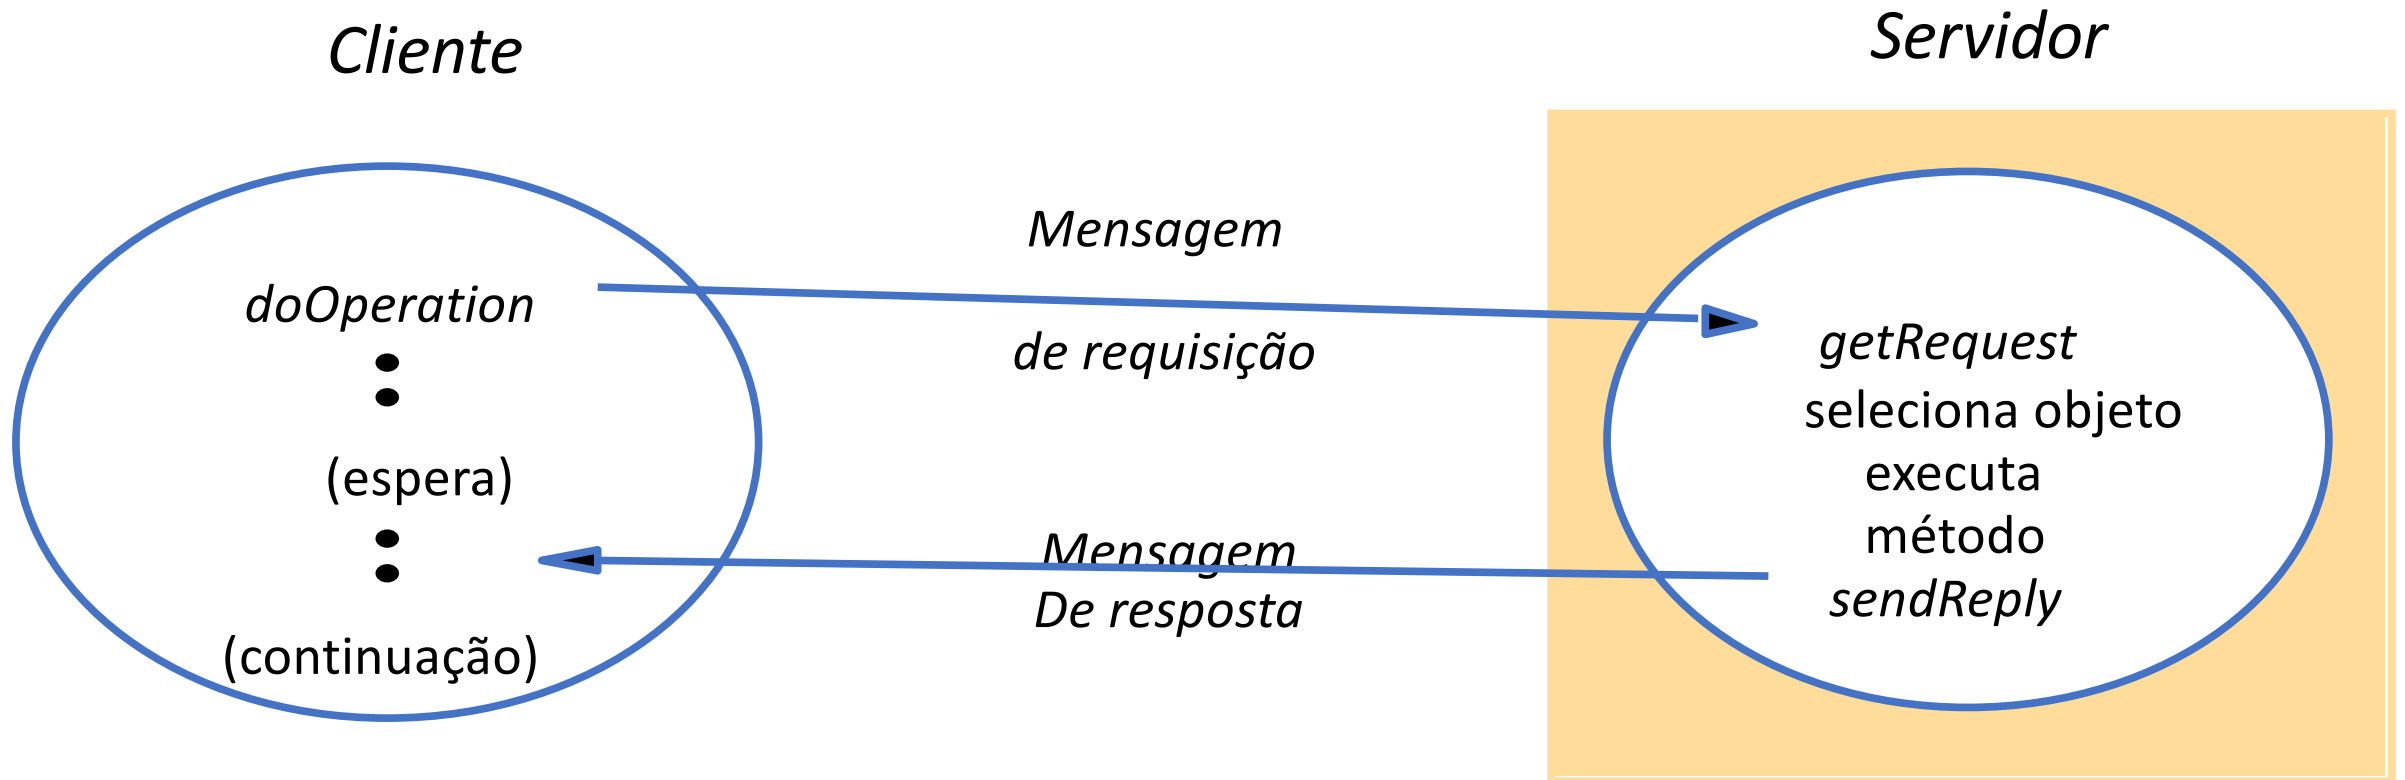 Cliente
Servidor
Mensagem
de requisição
doOperation
(espera)
(continuação)
getRequest
seleciona objeto
executa
método
sendReply
Mensagem
De resposta